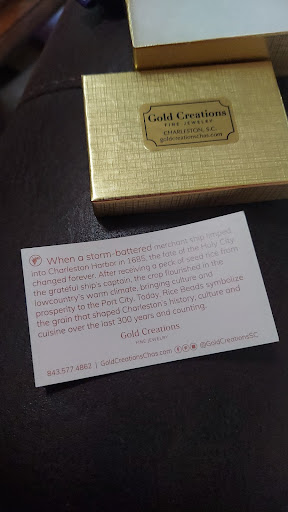 Gold Creations
FINE JEWELRY
CHARLESTON, S.C.
goldcreationschas.com
When a storm-battered merchant ship limped
into Charleston Harbor in 1685, the fate of the Holy City
changed forever. After receiving a peck of seed rice from
the grateful ship's captain, the crop flourished in the
lowcountry's warm climate, bringing culture and
prosperity to the Port City. Today, Rice Beads symbolize
the grain that shaped Charleston's history, culture and
cuisine over the last 300 years and counting.
Gold Creations
FINE JEWELRY
843.577.4862 | GoldCreationsChas.com | @GoldCreationsSC